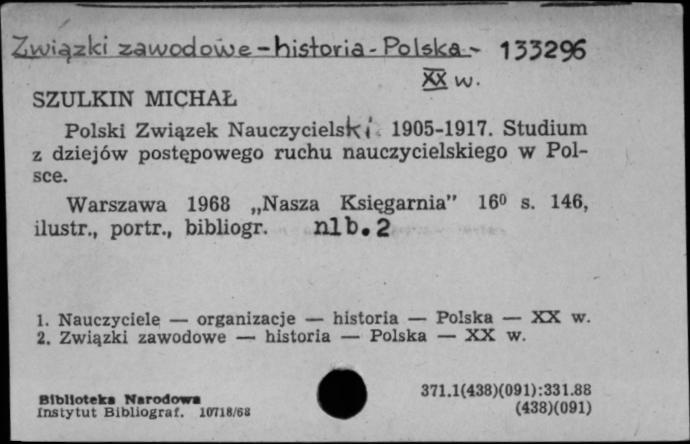 Związki zawodowe - historia - Polska - 133296
XX w.
SZULKIN MICHAŁ
Polski Związek Nauczycielski 1905-1917. Studium
z dziejów postępowego ruchu nauczycielskiego w Pol-
sce.
Warszawa 1968 „Nasza Księgarnia” 16⁰ s. 146,
ilustr., portr., bibliogr. nlb. 2
1. Nauczyciele — organizacje — historia — Polska — XX w.
2. Związki zawodowe — historia — Polska — XX w.
Biblioteka Narodowa
Instytut Bibliograf. 10718/68
371.1(438)(091):331.88
(438)(091)